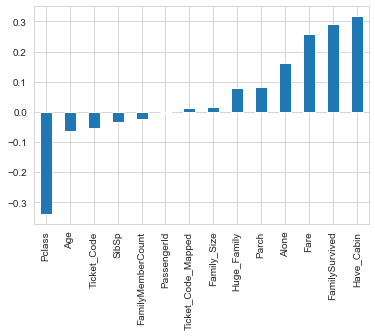 0.3
0.2
0.1
0.0
−0.1
−0.2
−0.3
Pclass
Age
Ticket_Code
SibSp
FamilyMemberCount
PassengerId
Ticket_Code_Mapped
Family_Size
Huge_Family
Parch
Alone
Fare
FamilySurvived
Have_Cabin